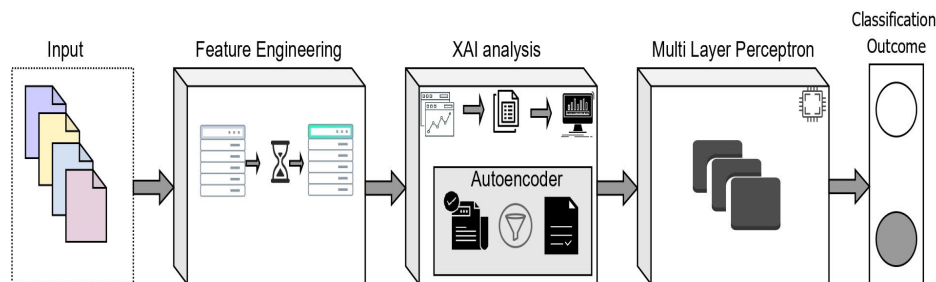 Input
Feature Engineering
XAI analysis
Multi Layer Perceptron
Classification
Outcome
Autoencoder